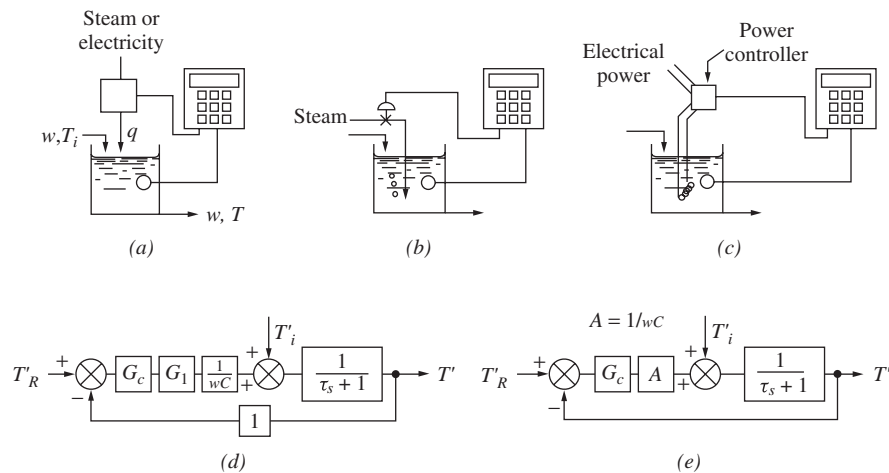 Steam or
electricity
q
w,T_i
w, T
(a)
Steam
(b)
Electrical
power
Power
controller
(c)
T'_R
+
−
G_c
G_1
1
wC
+
+
T'_i
1
τ_s + 1
T'
1
(d)
A = 1/wC
T'_R
+
−
G_c
A
+
+
T'_i
1
τ_s + 1
T'
(e)